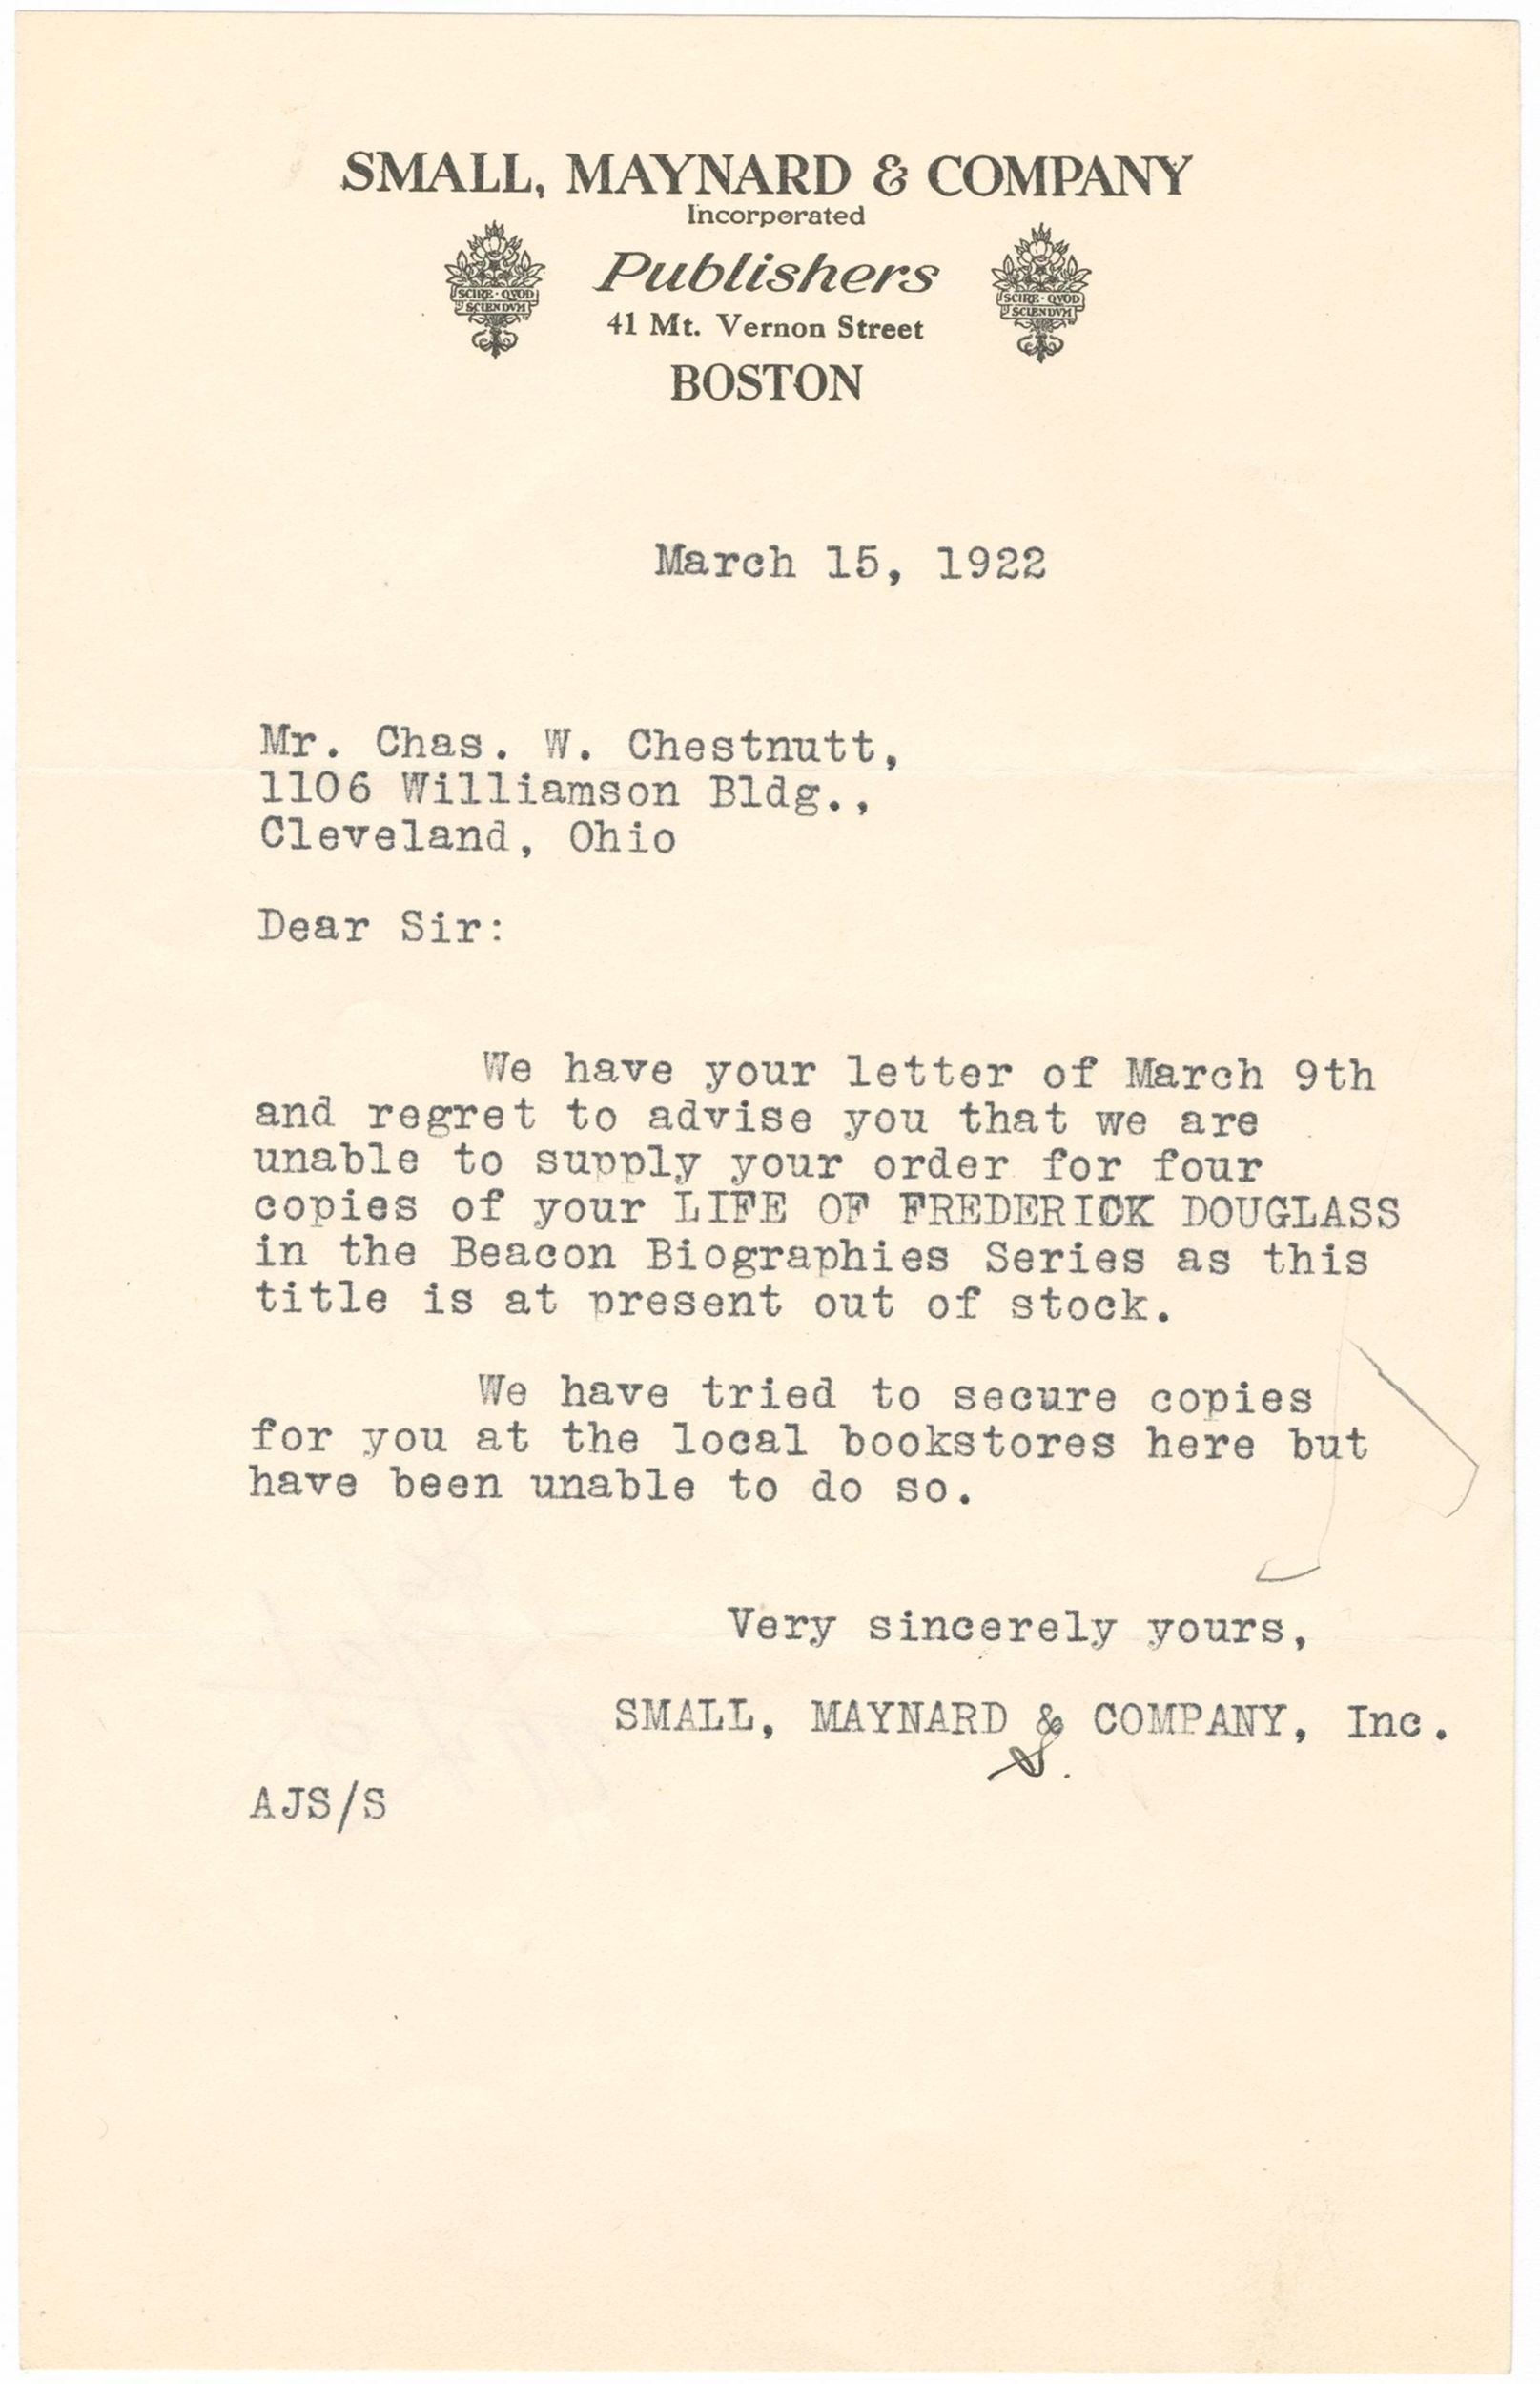 SMALL, MAYNARD & COMPANY
Incorporated
Publishers
41 Mt. Vernon Street
BOSTON
SCIRE · QVOD
SCIENDVM
SCIRE · QVOD
SCIENDVM
March 15, 1922
Mr. Chas. W. Chestnutt,
1106 Williamson Bldg.,
Cleveland, Ohio
Dear Sir:
We have your letter of March 9th
and regret to advise you that we are
unable to supply your order for four
copies of your LIFE OF FREDERICK DOUGLASS
in the Beacon Biographies Series as this
title is at present out of stock.
We have tried to secure copies
for you at the local bookstores here but
have been unable to do so.
Very sincerely yours,
SMALL, MAYNARD & COMPANY, Inc.
S.
AJS/S